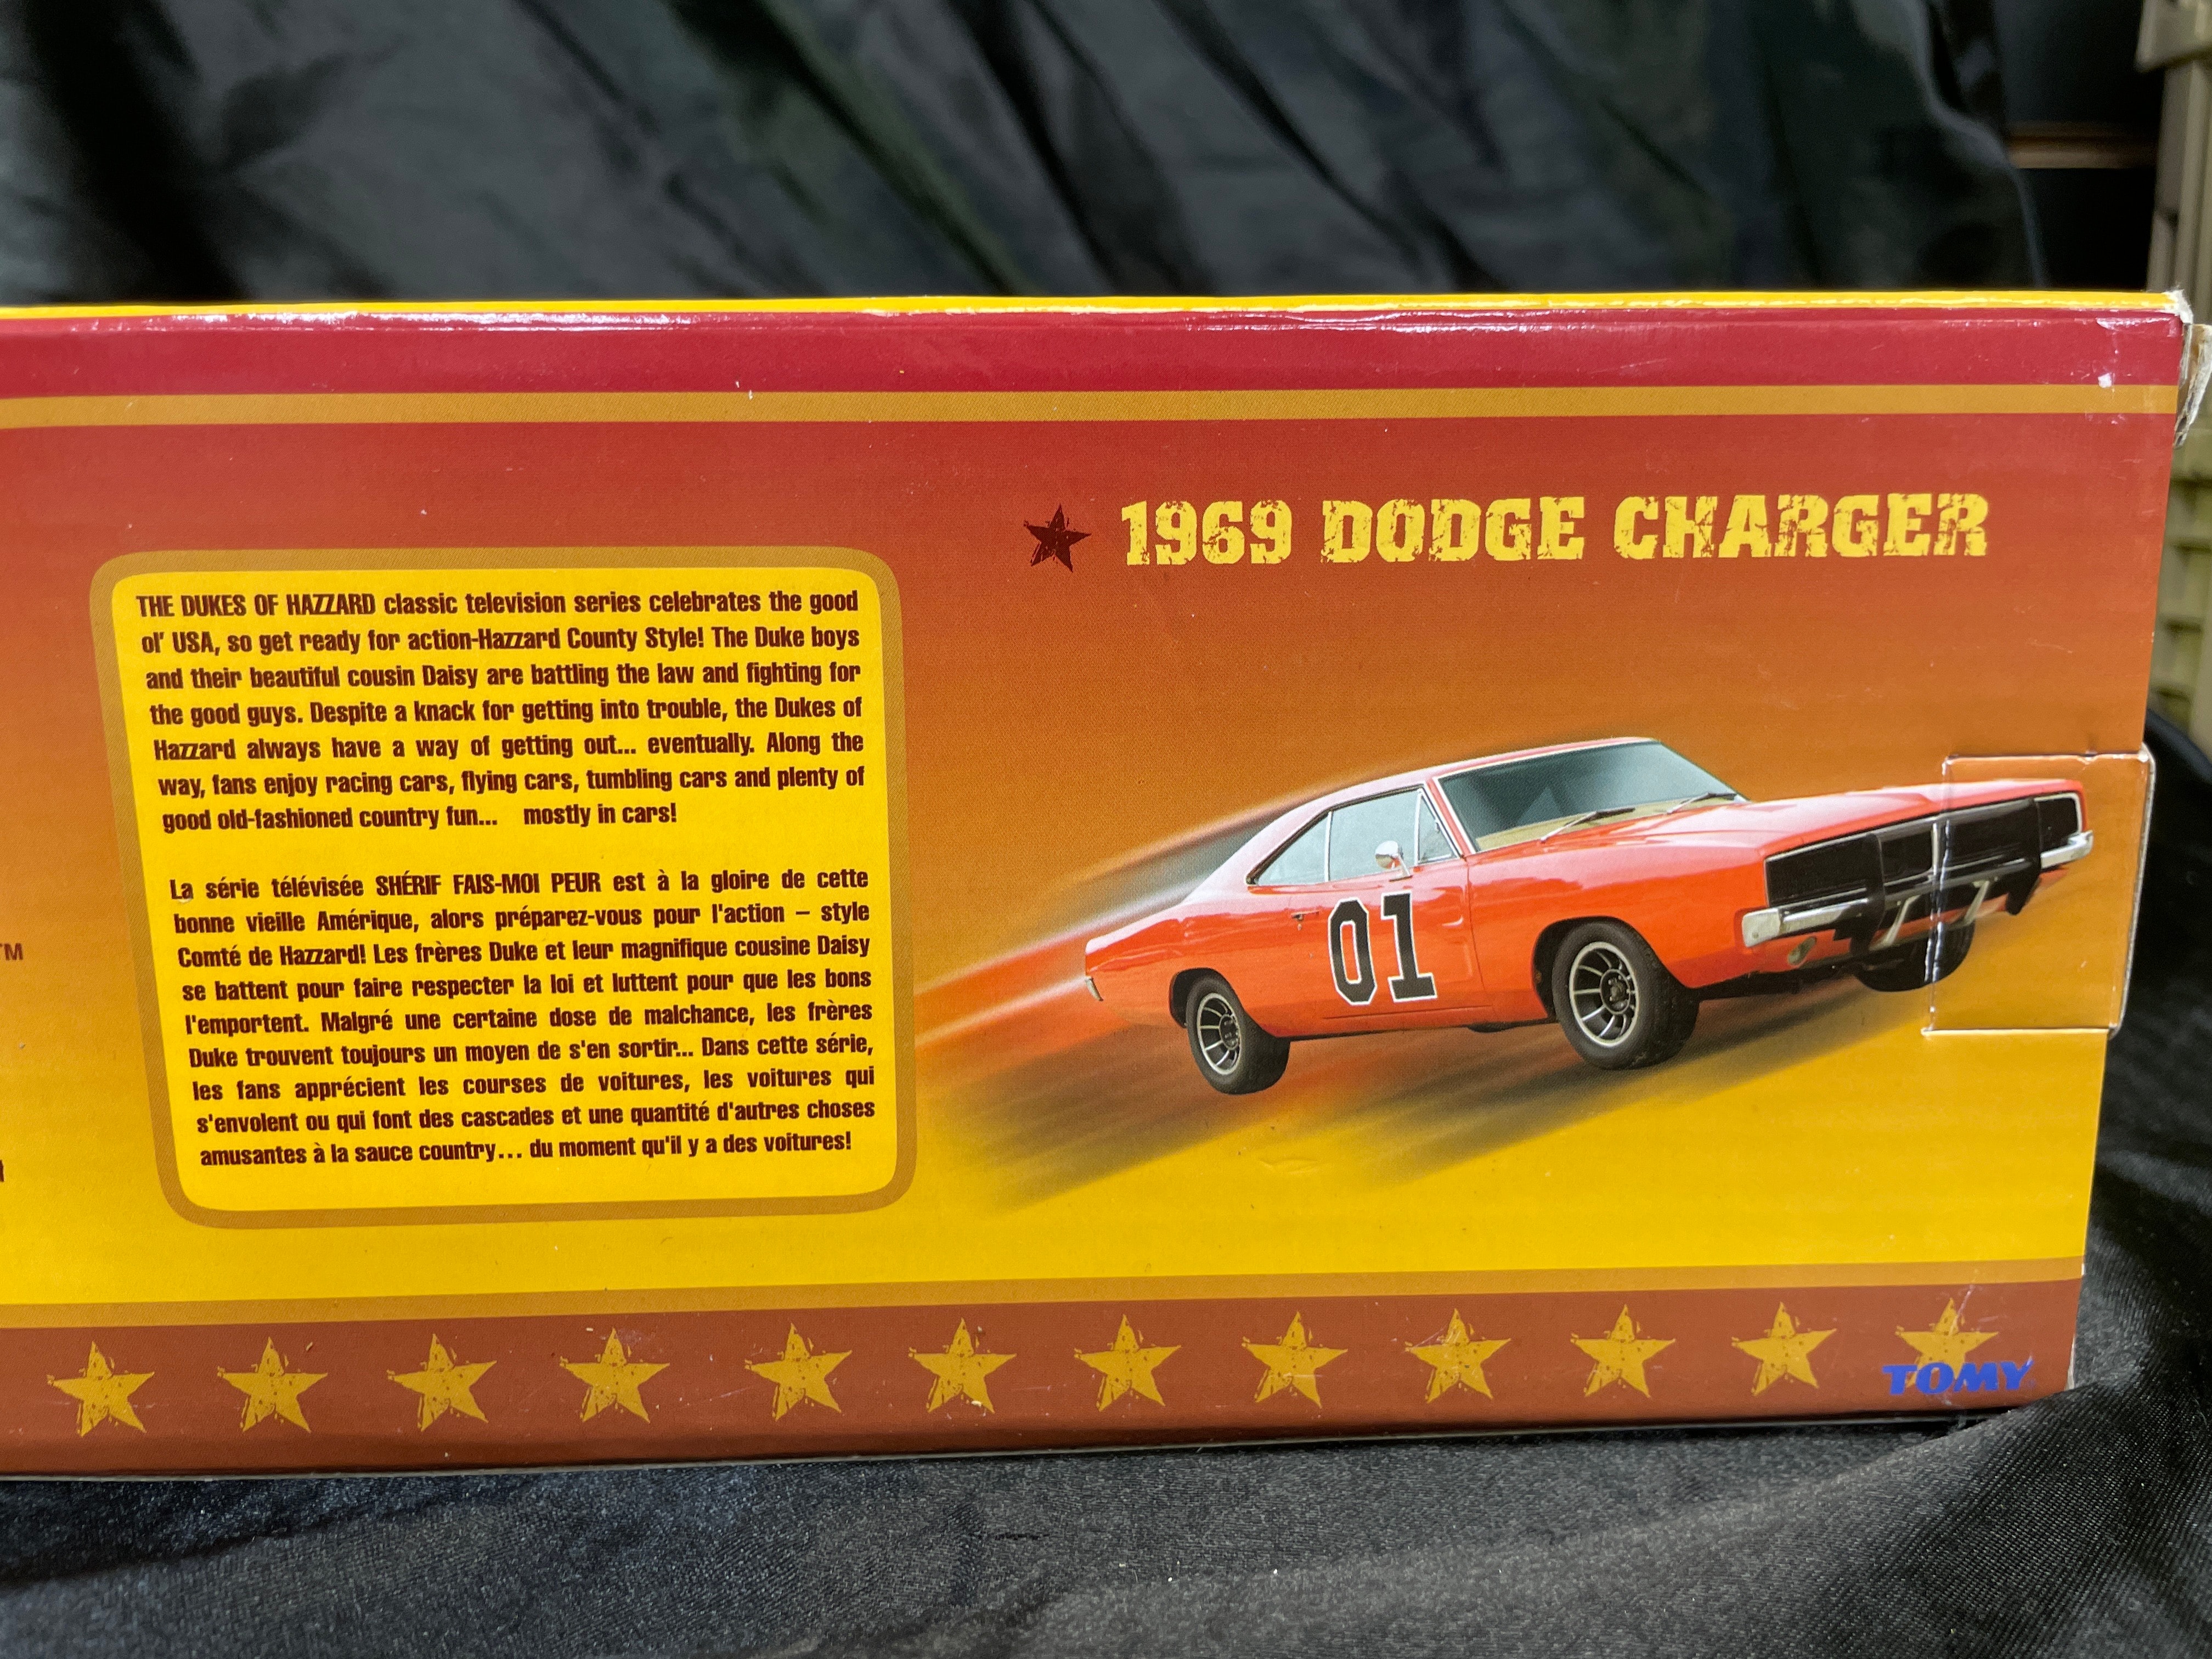 1969 DODGE CHARGER
THE DUKES OF HAZZARD classic television series celebrates the good
ol' USA, so get ready for action-Hazzard County Style! The Duke boys
and their beautiful cousin Daisy are battling the law and fighting for
the good guys. Despite a knack for getting into trouble, the Dukes of
Hazzard always have a way of getting out... eventually. Along the
way, fans enjoy racing cars, flying cars, tumbling cars and plenty of
good old-fashioned country fun... mostly in cars!
La série télévisée SHÉRIF FAIS-MOI PEUR est à la gloire de cette
bonne vieille Amérique, alors préparez-vous pour l'action – style
Comté de Hazzard! Les frères Duke et leur magnifique cousine Daisy
se battent pour faire respecter la loi et luttent pour que les bons
l'emportent. Malgré une certaine dose de malchance, les frères
Duke trouvent toujours un moyen de s'en sortir... Dans cette série,
les fans apprécient les courses de voitures, les voitures qui
s'envolent ou qui font des cascades et une quantité d'autres choses
amusantes à la sauce country... du moment qu'il y a des voitures!
TM
01
TOMY